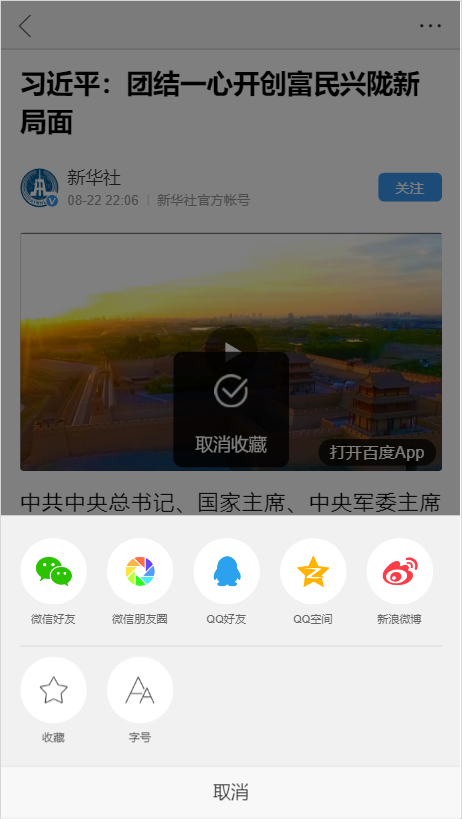 习近平：团结一心开创富民兴陇新
局面
新华社
08-22 22:06 | 新华社官方帐号
关注
取消收藏
打开百度App
中共中央总书记、国家主席、中央军委主席
微信好友
微信朋友圈
QQ好友
QQ空间
新浪微博
收藏
字号
取消